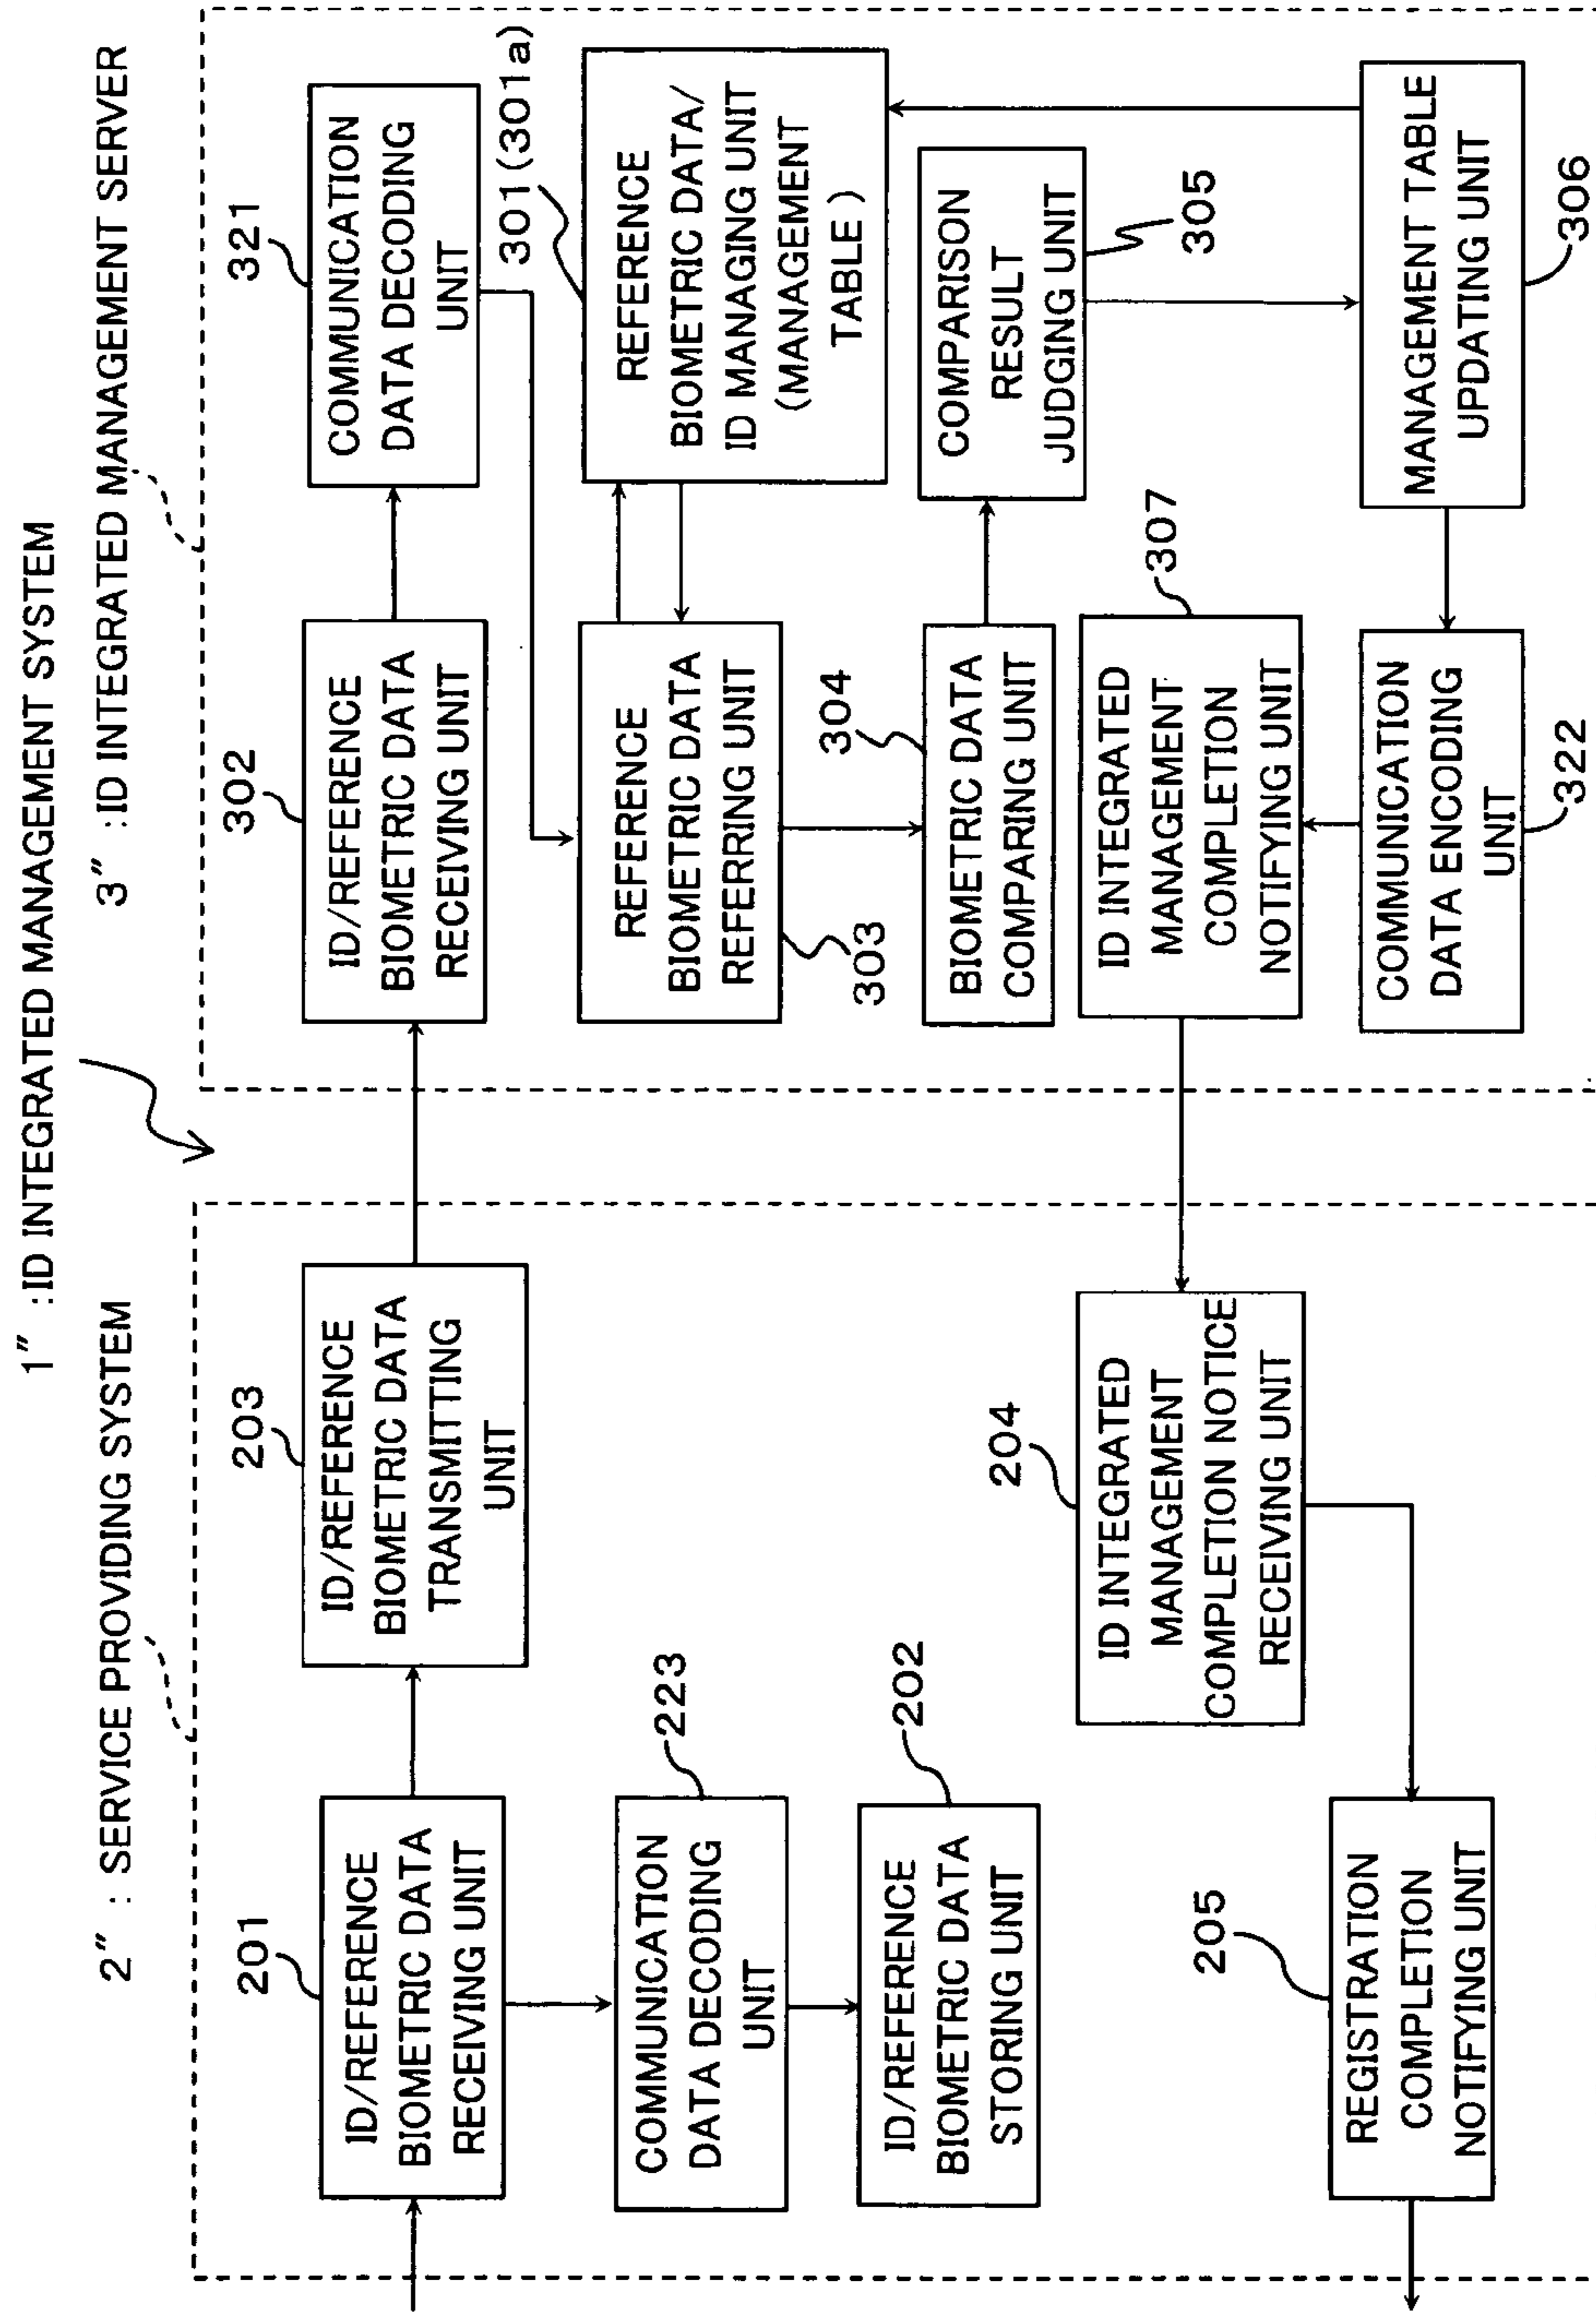 1″ :ID INTEGRATED MANAGEMENT SYSTEM
2″ : SERVICE PROVIDING SYSTEM
3″ :ID INTEGRATED MANAGEMENT SERVER
201
ID/REFERENCE
BIOMETRIC DATA
RECEIVING UNIT
203
ID/REFERENCE
BIOMETRIC DATA
TRANSMITTING
UNIT
223
COMMUNICATION
DATA DECODING
UNIT
202
ID/REFERENCE
BIOMETRIC DATA
STORING UNIT
204
ID INTEGRATED
MANAGEMENT
COMPLETION NOTICE
RECEIVING UNIT
205
REGISTRATION
COMPLETION
NOTIFYING UNIT
302
ID/REFERENCE
BIOMETRIC DATA
RECEIVING UNIT
321
COMMUNICATION
DATA DECODING
UNIT
301(301a)
REFERENCE
BIOMETRIC DATA/
ID MANAGING UNIT
(MANAGEMENT
TABLE )
REFERENCE
BIOMETRIC DATA
REFERRING UNIT
303
304
BIOMETRIC DATA
COMPARING UNIT
COMPARISON
RESULT
JUDGING UNIT
305
307
ID INTEGRATED
MANAGEMENT
COMPLETION
NOTIFYING UNIT
COMMUNICATION
DATA ENCODING
UNIT
322
MANAGEMENT TABLE
UPDATING UNIT
306